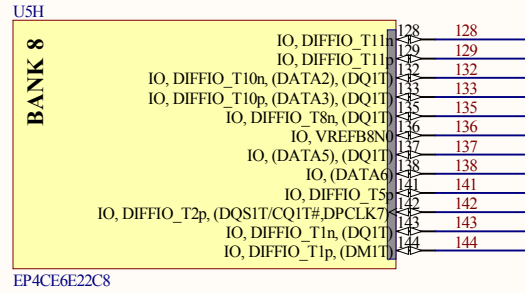 U5H
BANK 8
IO, DIFFIO_T11n 128 128
IO, DIFFIO_T11p 129 129
IO, DIFFIO_T10n, (DATA2), (DQ1T) 132 132
IO, DIFFIO_T10p, (DATA3), (DQ1T) 133 133
IO, DIFFIO_T8n, (DQ1T) 135 135
IO, VREFB8N0 136 136
IO, (DATA5), (DQ1T) 137 137
IO, (DATA6) 138 138
IO, DIFFIO_T5p 141 141
IO, DIFFIO_T2p, (DQS1T/CQ1T#,DPCLK7) 142 142
IO, DIFFIO_T1n, (DQ1T) 143 143
IO, DIFFIO_T1p, (DM1T) 144 144
EP4CE6E22C8